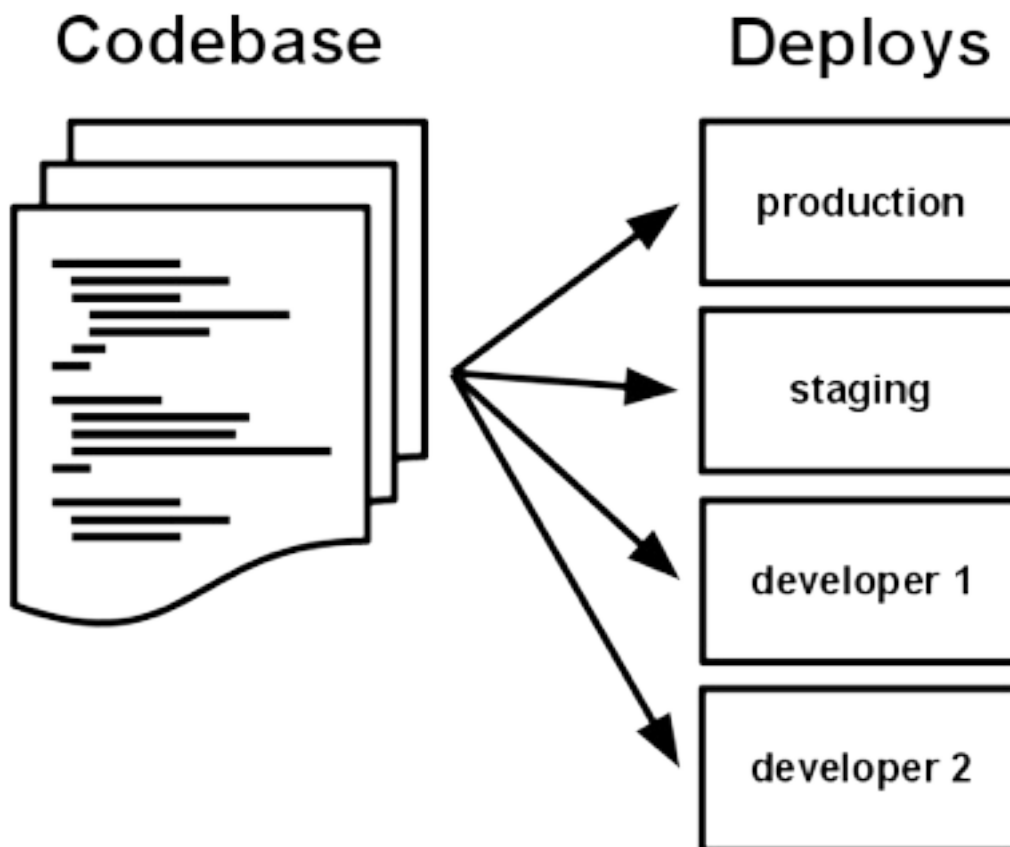 Codebase
Deploys
production
staging
developer 1
developer 2